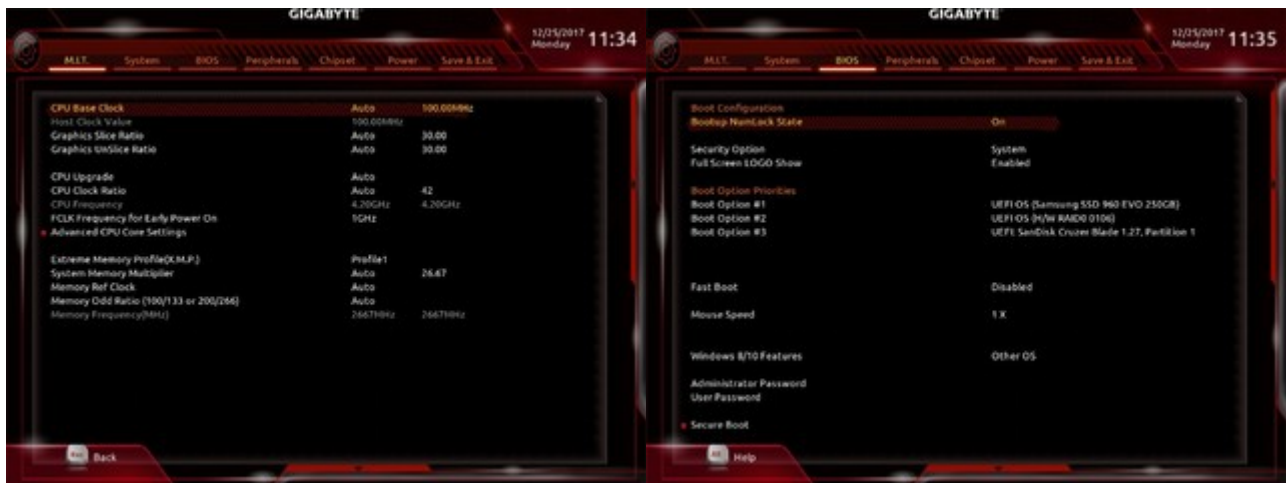 GIGABYTE
12/25/2017 Monday 11:34
M.I.T. System BIOS Peripherals Chipset Power Save & Exit
CPU Base Clock Auto 100.00MHz
Host Clock Value 100.00MHz
Graphics Slice Ratio Auto 30.00
Graphics UnSlice Ratio Auto 30.00
CPU Upgrade Auto
CPU Clock Ratio Auto 42
CPU Frequency 4.20GHz 4.20GHz
FCLK Frequency for Early Power On 1GHz
Advanced CPU Core Settings
Extreme Memory Profile(X.M.P.) Profile1
System Memory Multiplier Auto 26.67
Memory Ref Clock Auto
Memory Odd Ratio (100/133 or 200/266) Auto
Memory Frequency(MHz) 2667MHz 2667MHz
Esc Back
GIGABYTE
12/25/2017 Monday 11:35
M.I.T. System BIOS Peripherals Chipset Power Save & Exit
Boot Configuration
Bootup NumLock State On
Security Option System
Full Screen LOGO Show Enabled
Boot Option Priorities
Boot Option #1 UEFI OS (Samsung SSD 960 EVO 250GB)
Boot Option #2 UEFI OS (H/W RAID0 0106)
Boot Option #3 UEFI: SanDisk Cruzer Blade 1.27, Partition 1
Fast Boot Disabled
Mouse Speed 1 X
Windows 8/10 Features Other OS
Administrator Password
User Password
Secure Boot
Help